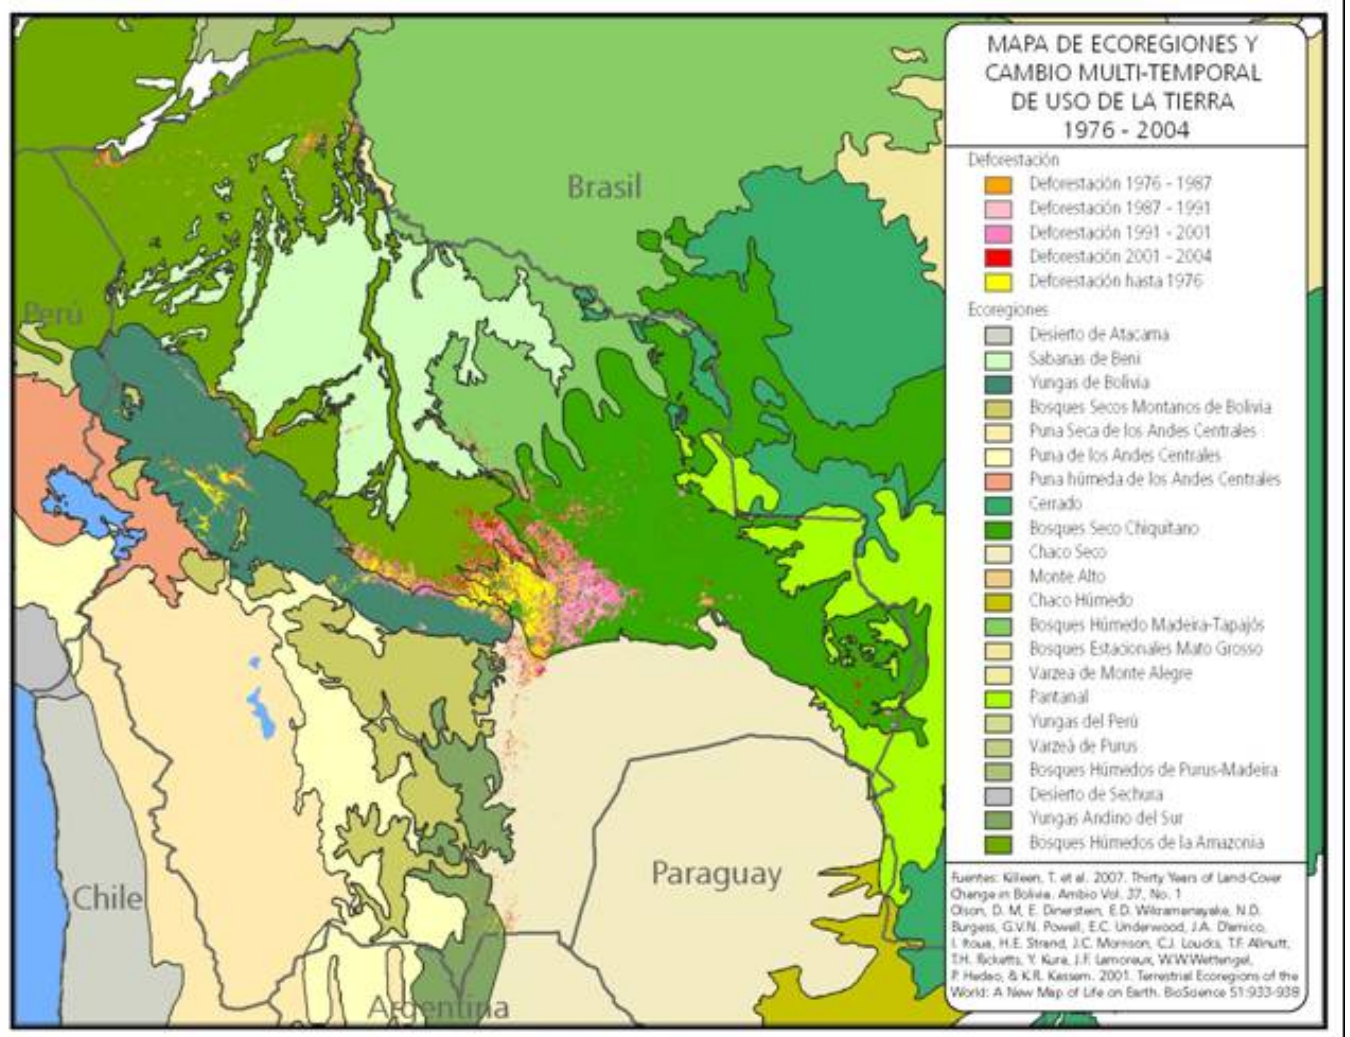 MAPA DE ECOREGIONES Y
CAMBIO MULTI-TEMPORAL
DE USO DE LA TIERRA
1976 - 2004
Deforestación
Deforestación 1976 - 1987
Deforestación 1987 - 1991
Deforestación 1991 - 2001
Deforestación 2001 - 2004
Deforestación hasta 1976
Ecoregiones
Desierto de Atacama
Sabanas de Beni
Yungas de Bolivia
Bosques Secos Montanos de Bolivia
Puna Seca de los Andes Centrales
Puna de los Andes Centrales
Puna húmeda de los Andes Centrales
Cerrado
Bosques Seco Chiquitano
Chaco Seco
Monte Alto
Chaco Húmedo
Bosques Húmedo Madeira-Tapajós
Bosques Estacionales Mato Grosso
Varzea de Monte Alegre
Pantanal
Yungas del Perú
Varzea de Purus
Bosques Húmedos de Purus-Madeira
Desierto de Sechura
Yungas Andino del Sur
Bosques Húmedos de la Amazonia
Fuentes: Killeen, T. et al. 2007. Thirty Years of Land-Cover
Change in Bolivia. Ambio Vol. 37, No. 1
Olson, D. M, E. Dinerstein, E.D. Wikramanayake, N.D.
Burgess, G.V.N. Powell, E.C. Underwood, J.A. D'amico,
I. Itoua, H.E. Strand, J.C. Morrison, C.J. Loucks, T.F. Allnutt,
T.H. Ricketts, Y. Kura, J.F. Lamoreux, W.W.Wettengel,
P. Hedao, & K.R. Kassem. 2001. Terrestrial Ecoregions of the
World: A New Map of Life on Earth. BioScience 51:933-938
Brasil
Perú
Paraguay
Chile
Argentina